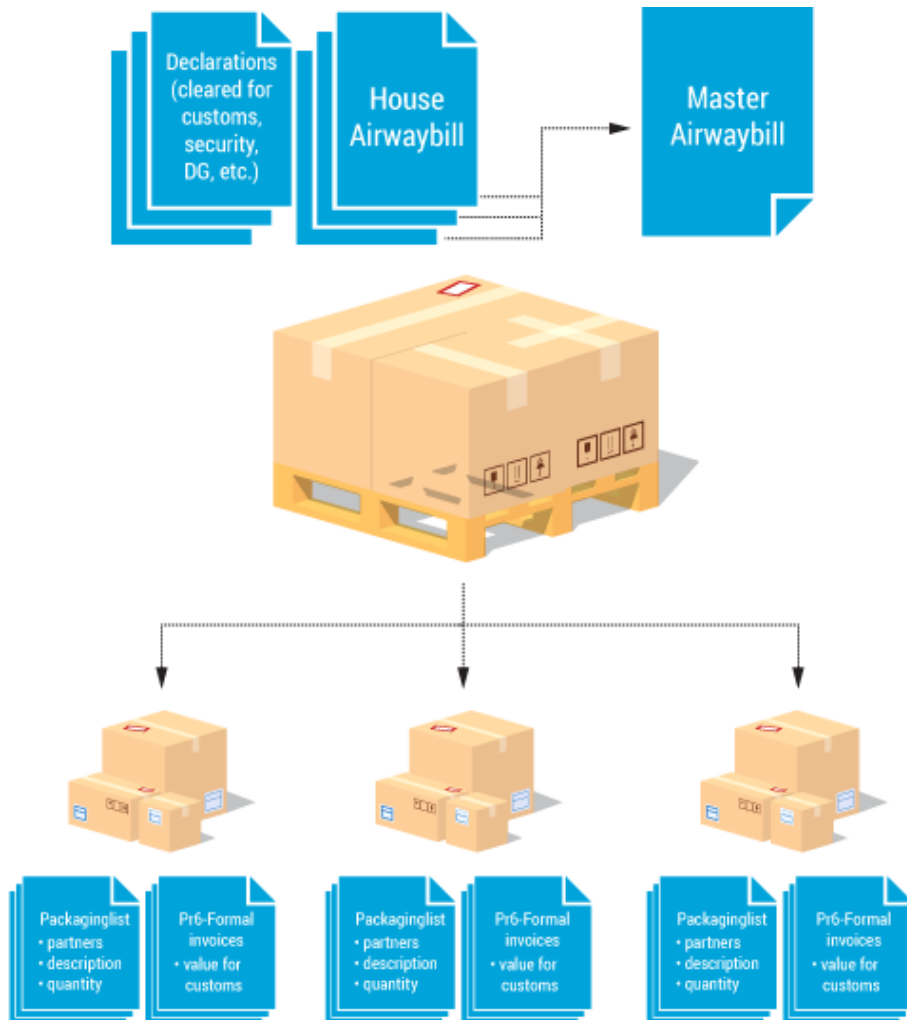 Declarations
(cleared for
customs,
security,
DG, etc.)
House
Airwaybill
Master
Airwaybill
Packaginglist
• partners
• description
• quantity
Pr6-Formal
invoices
• value for
customs
Packaginglist
• partners
• description
• quantity
Pr6-Formal
invoices
• value for
customs
Packaginglist
• partners
• description
• quantity
Pr6-Formal
invoices
• value for
customs